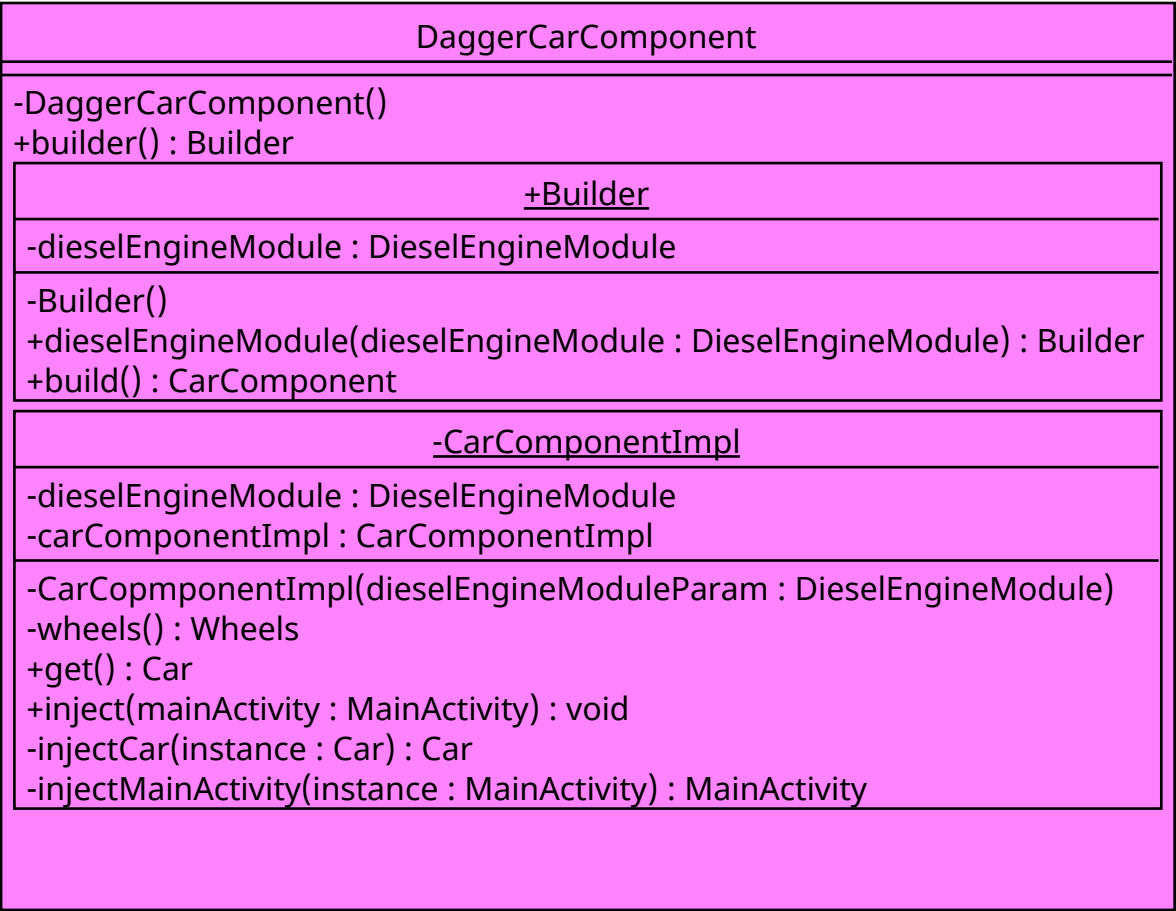 DaggerCarComponent
-DaggerCarComponent()
+builder() : Builder
+Builder
-dieselEngineModule : DieselEngineModule
-Builder()
+dieselEngineModule(dieselEngineModule : DieselEngineModule) : Builder
+build() : CarComponent
-CarComponentImpl
-dieselEngineModule : DieselEngineModule
-carComponentImpl : CarComponentImpl
-CarCopmponentImpl(dieselEngineModuleParam : DieselEngineModule)
-wheels() : Wheels
+get() : Car
+inject(mainActivity : MainActivity) : void
-injectCar(instance : Car) : Car
-injectMainActivity(instance : MainActivity) : MainActivity